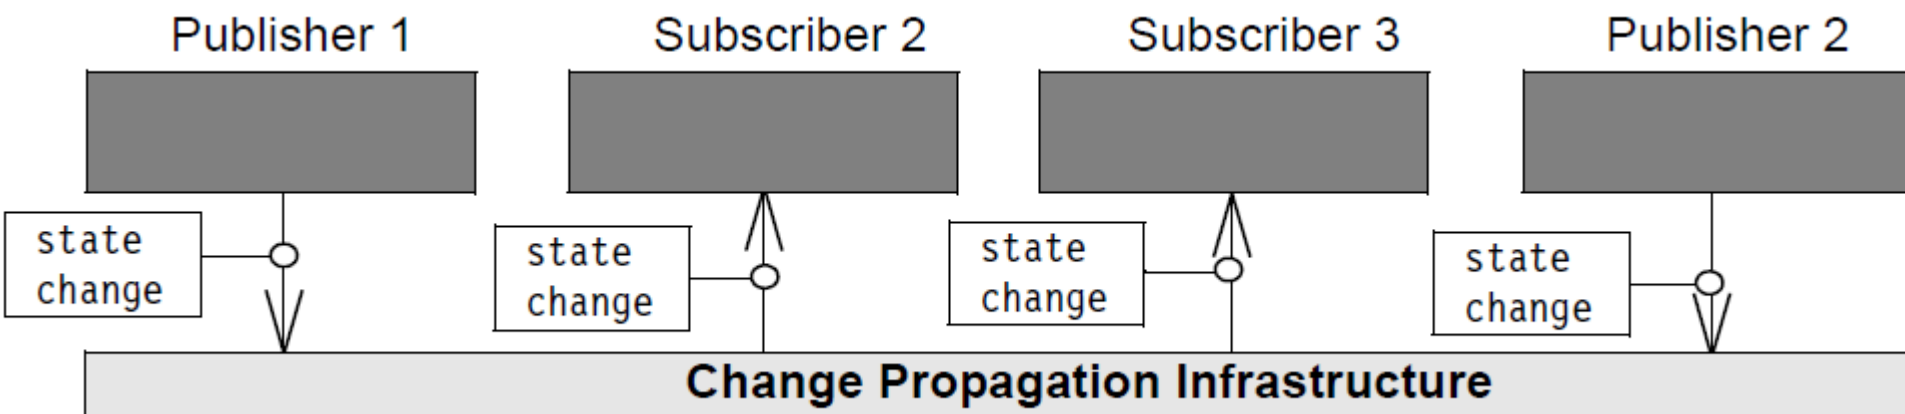 Publisher 1
Subscriber 2
Subscriber 3
Publisher 2
state
change
state
change
state
change
state
change
Change Propagation Infrastructure